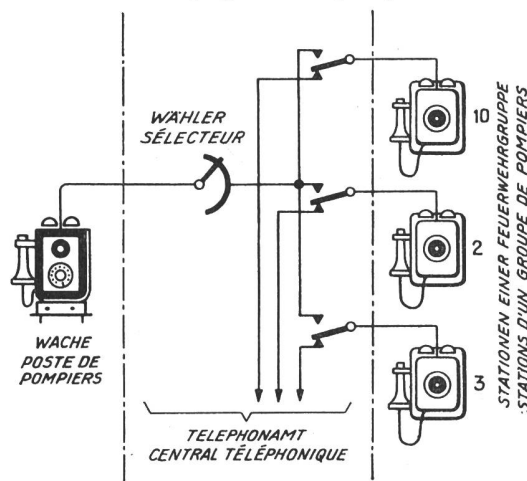 WÄHLER
SÉLECTEUR
10
2
3
WACHE
POSTE DE
POMPIERS
TELEPHONAMT
CENTRAL TÉLÉPHONIQUE
STATIONEN EINER FEUERWEHRGRUPPE
STATIONS D'UN GROUPE DE POMPIERS